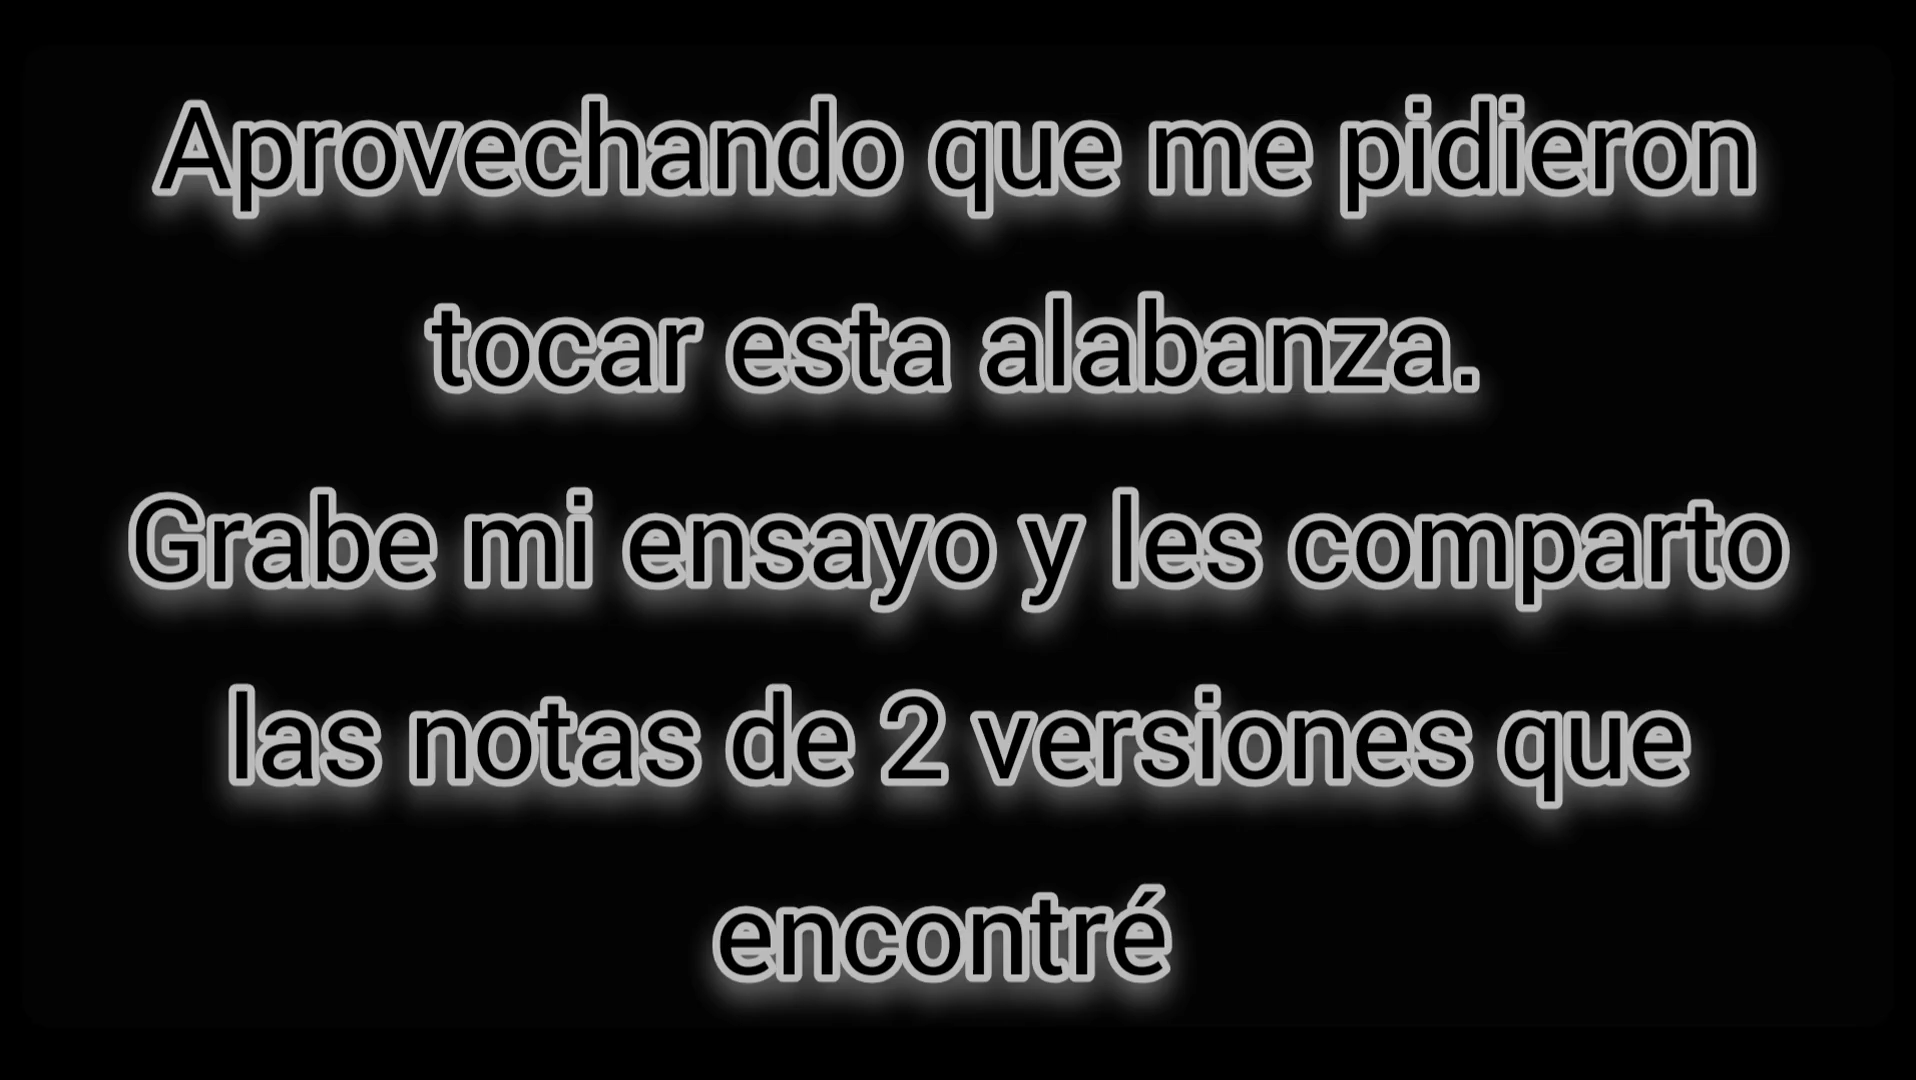 Aprovechando que me pidieron
tocar esta alabanza.
Grabe mi ensayo y les comparto
las notas de 2 versiones que
encontré